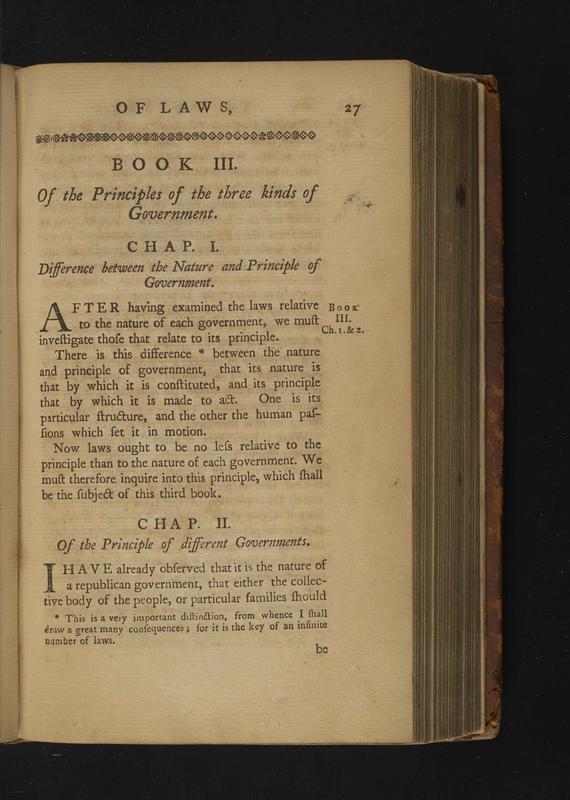 OF LAWS,
27
BOOK III.
Of the Principles of the three kinds of
Government.
CHAP. I.
Difference between the Nature and Principle of
Government.
AFTER having examined the laws relative
to the nature of each government, we muſt
inveſtigate thoſe that relate to its principle.
Book
III.
Ch. 1. & 2.
There is this difference * between the nature
and principle of government, that its nature is
that by which it is conſtituted, and its principle
that by which it is made to act. One is its
particular ſtructure, and the other the human paſ-
ſions which ſet it in motion.
Now laws ought to be no leſs relative to the
principle than to the nature of each government. We
muſt therefore inquire into this principle, which ſhall
be the ſubject of this third book.
CHAP. II.
Of the Principle of different Governments.
I HAVE already obſerved that it is the nature of
a republican government, that either the collec-
tive body of the people, or particular families ſhould
* This is a very important diſtinction, from whence I ſhall
draw a great many conſequences; for it is the key of an infinite
number of laws.
be